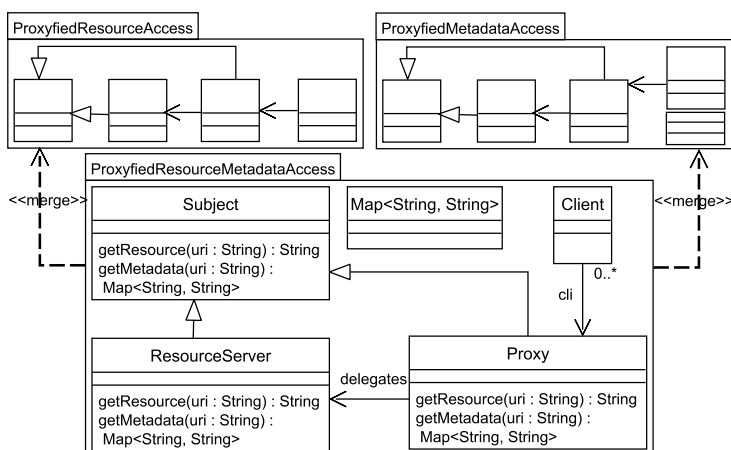 ProxyfiedResourceAccess
ProxyfiedMetadataAccess
ProxyfiedResourceMetadataAccess
<<merge>>
<<merge>>
Subject
getResource(uri : String) : String
getMetadata(uri : String) :
Map<String, String>
Map<String, String>
Client
0..*
cli
ResourceServer
getResource(uri : String) : String
getMetadata(uri : String) :
Map<String, String>
delegates
Proxy
getResource(uri : String) : String
getMetadata(uri : String) :
Map<String, String>